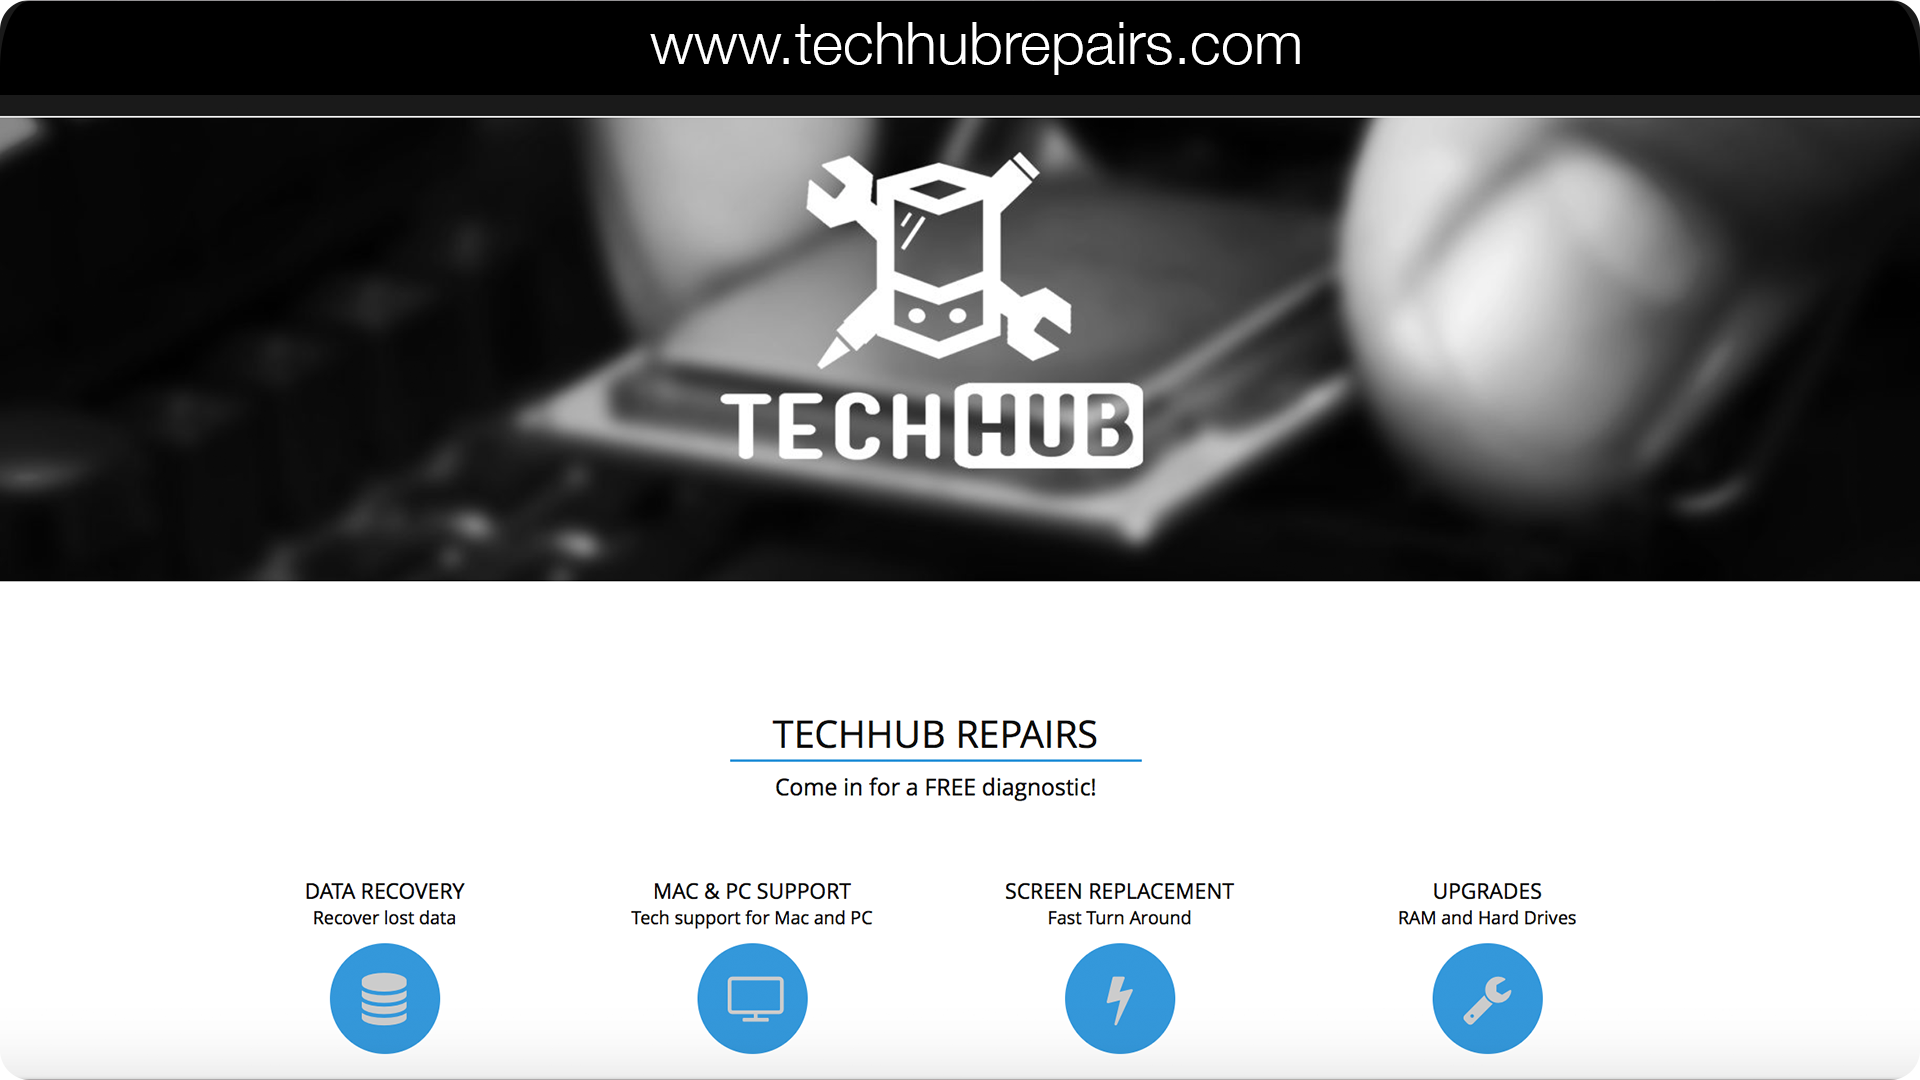 www.techhubrepairs.com
TECHHUB
TECHHUB REPAIRS
Come in for a FREE diagnostic!
DATA RECOVERY
Recover lost data
MAC & PC SUPPORT
Tech support for Mac and PC
SCREEN REPLACEMENT
Fast Turn Around
UPGRADES
RAM and Hard Drives